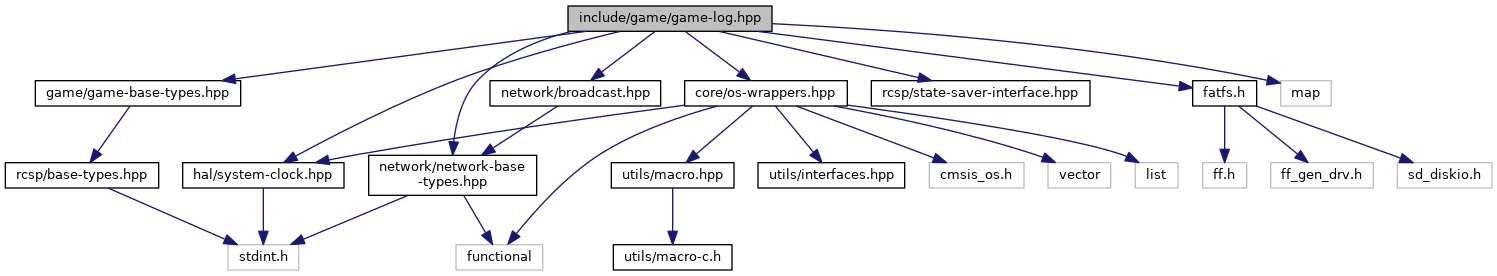 include/game/game-log.hpp
game/game-base-types.hpp
network/broadcast.hpp
core/os-wrappers.hpp
rcsp/state-saver-interface.hpp
fatfs.h
map
rcsp/base-types.hpp
hal/system-clock.hpp
network/network-base
-types.hpp
utils/macro.hpp
utils/interfaces.hpp
cmsis_os.h
vector
list
ff.h
ff_gen_drv.h
sd_diskio.h
stdint.h
functional
utils/macro-c.h